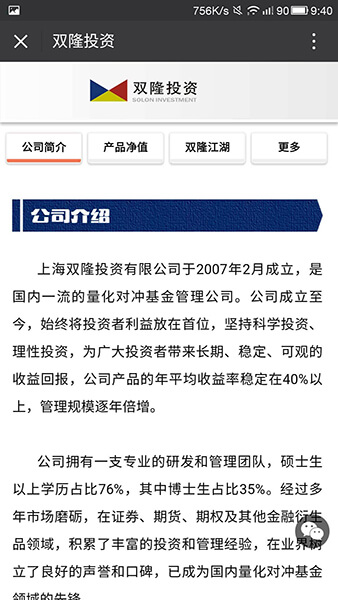 756K/s 90 9:40
双隆投资
双隆投资
SOLON INVESTMENT
公司简介 产品净值 双隆江湖 更多
公司介绍
上海双隆投资有限公司于2007年2月成立，是
国内一流的量化对冲基金管理公司。公司成立至
今，始终将投资者利益放在首位，坚持科学投资、
理性投资，为广大投资者带来长期、稳定、可观的
收益回报，公司产品的年平均收益率稳定在40%以
上，管理规模逐年倍增。
公司拥有一支专业的研发和管理团队，硕士生
以上学历占比76%，其中博士生占比35%。经过多
年市场磨砺，在证券、期货、期权及其他金融衍生
品领域，积累了丰富的投资和管理经验，在业界树
立了良好的声誉和口碑，已成为国内量化对冲基金
领域的先锋